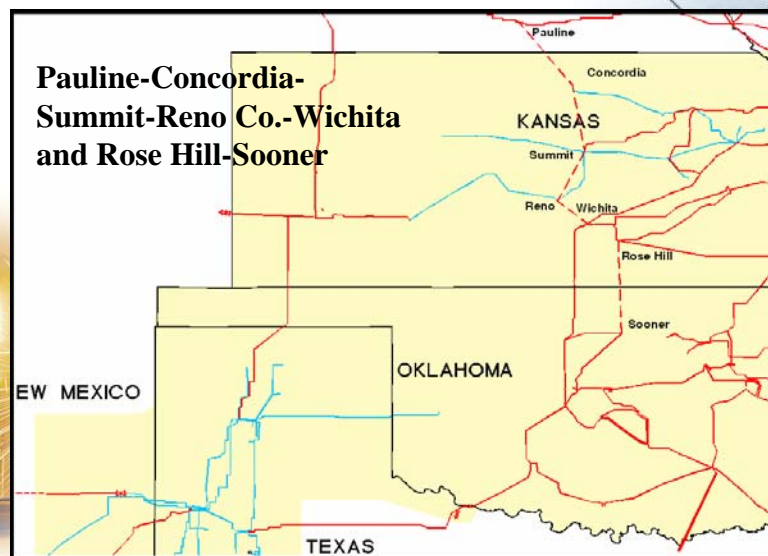 Pauline-Concordia-
Summit-Reno Co.-Wichita
and Rose Hill-Sooner
Pauline
Concordia
KANSAS
Summit
Reno
Wichita
Rose Hill
Sooner
OKLAHOMA
EW MEXICO
TEXAS